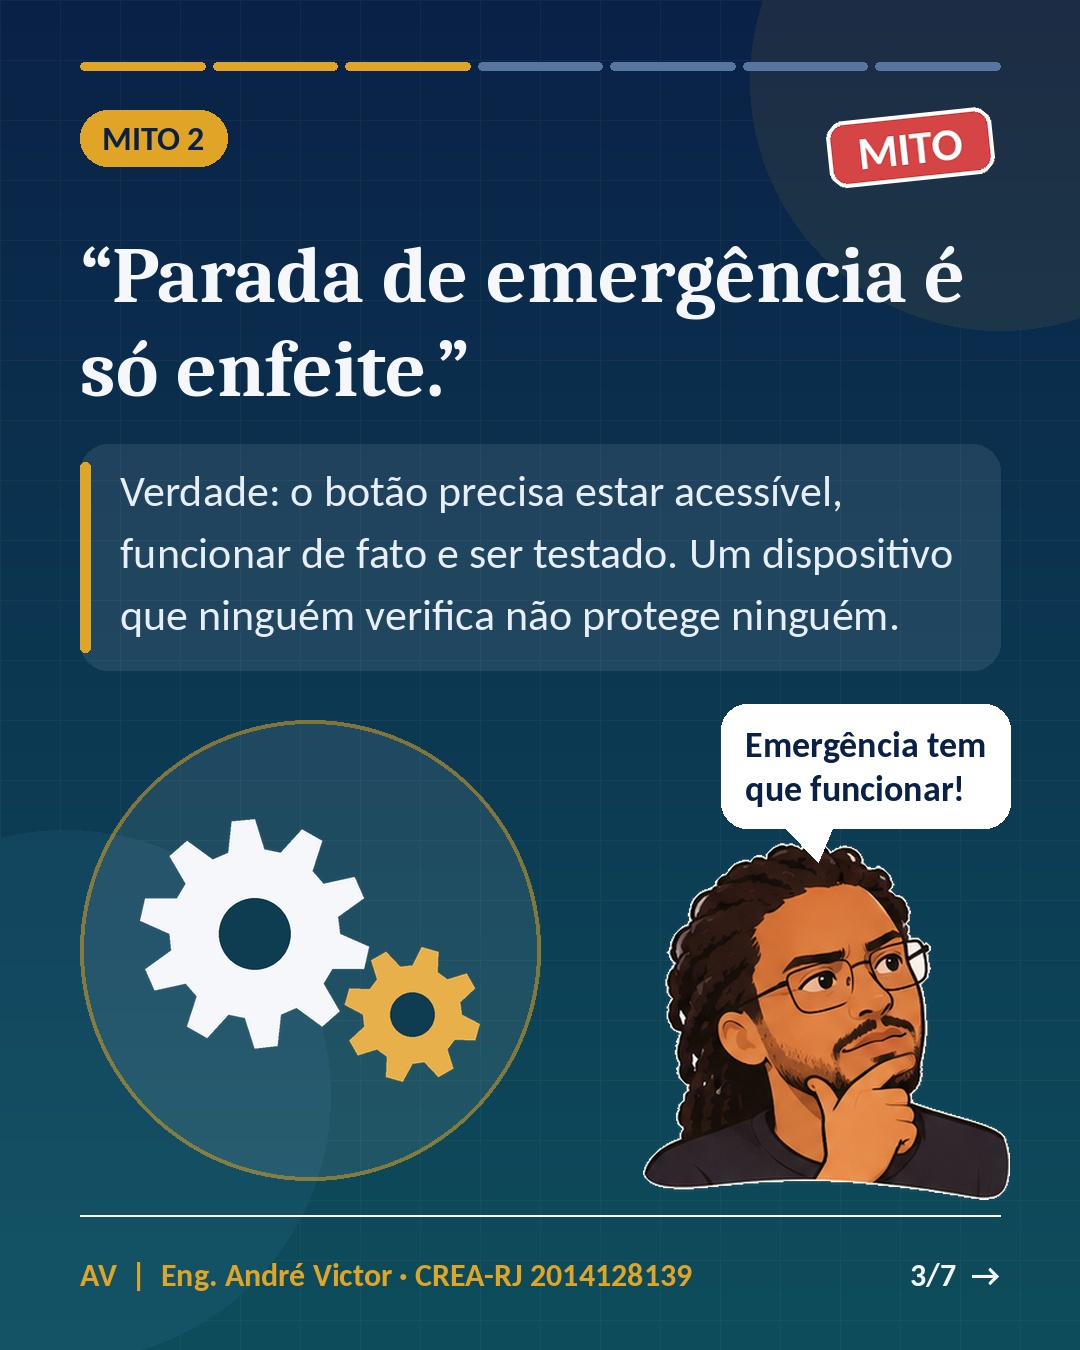 MITO 2
MITO
“Parada de emergência é
só enfeite.”
Verdade: o botão precisa estar acessível,
funcionar de fato e ser testado. Um dispositivo
que ninguém verifica não protege ninguém.
Emergência tem
que funcionar!
AV | Eng. André Victor · CREA-RJ 2014128139
3/7 →